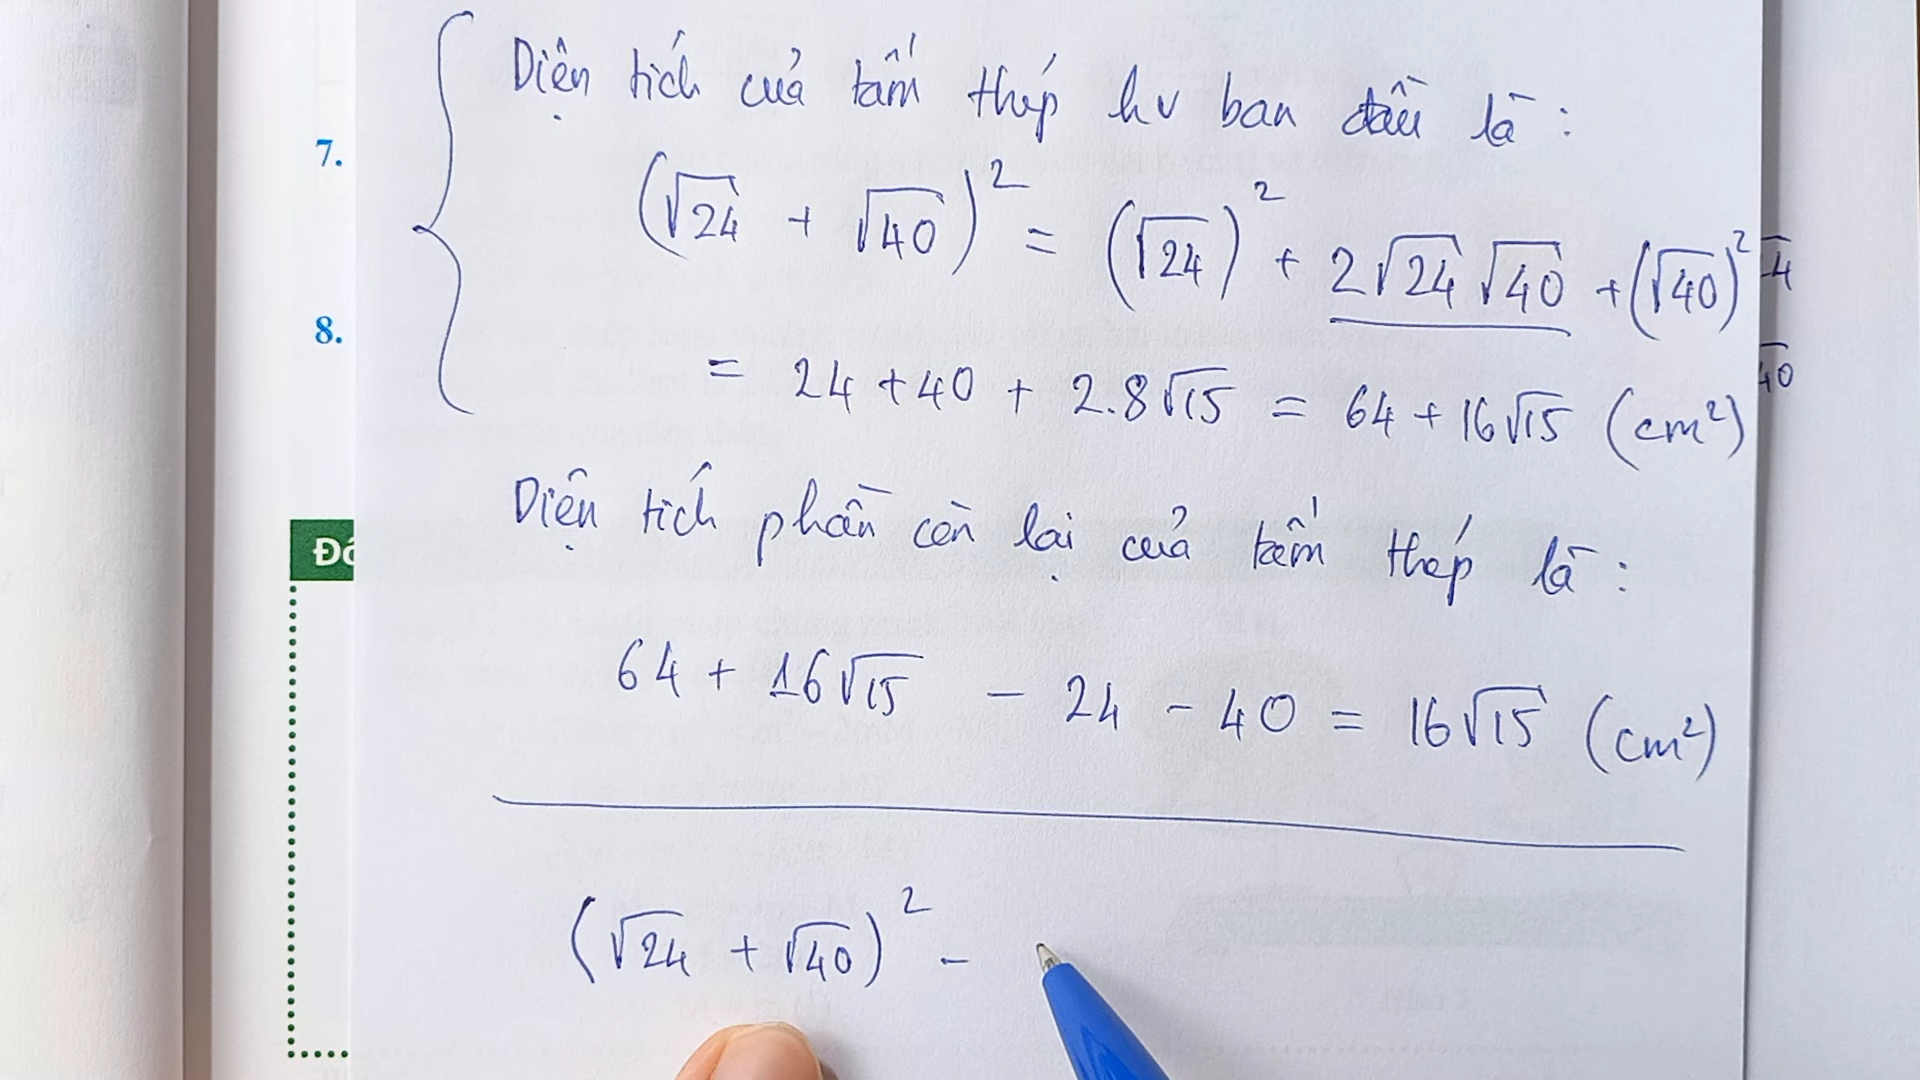 Diện tích của tấm thép hv ban đầu là:
7.
(√24 + √40)² = (√24)² + 2√24 √40 + (√40)²
4
8.
= 24 + 40 + 2.8√15 = 64 + 16√15 (cm²)
40
Diện tích phần còn lại của tấm thép là:
64 + 16√15 - 24 - 40 = 16√15 (cm²)
(√24 + √40)² -